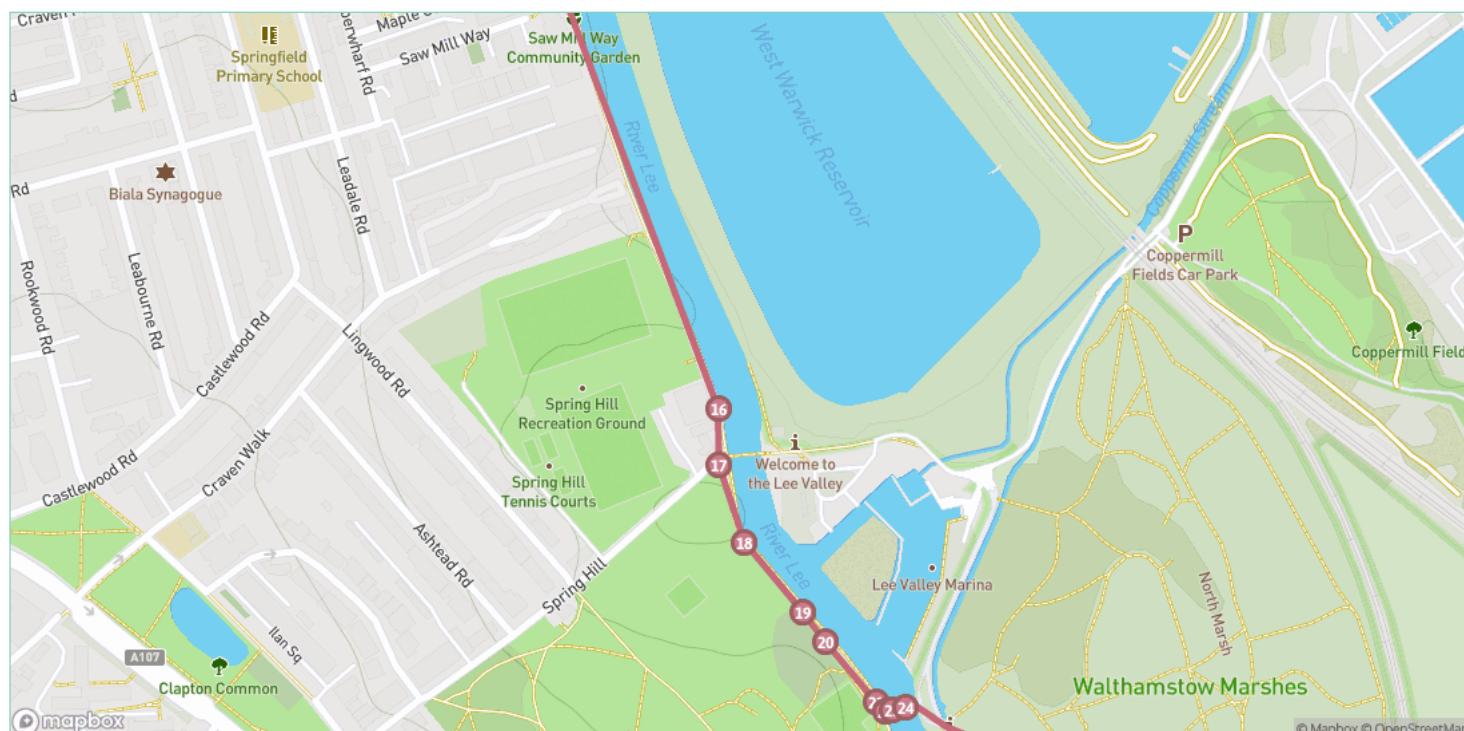 Craven P
Maple C
Saw Mill Way
Saw Mill Way
Community Garden
Springfield
Primary School
Rd
Biala Synagogue
Leadale Rd
Rookwood Rd
Leabourne Rd
Castlewood Rd
Castlewood Rd
Lingwood Rd
Craven Walk
Ashtead Rd
Spring Hill
Recreation Ground
Spring Hill
Tennis Courts
Spring Hill
Ilan Sq
A107
Clapton Common
River Lee
West Warwick Reservoir
Coppermill Stream
P
Coppermill
Fields Car Park
Coppermill Field
Welcome to
the Lee Valley
River Lee
Lee Valley Marina
North Marsh
Walthamstow Marshes
16
17
18
19
20
24
mapbox
© Mapbox © OpenStreetMap